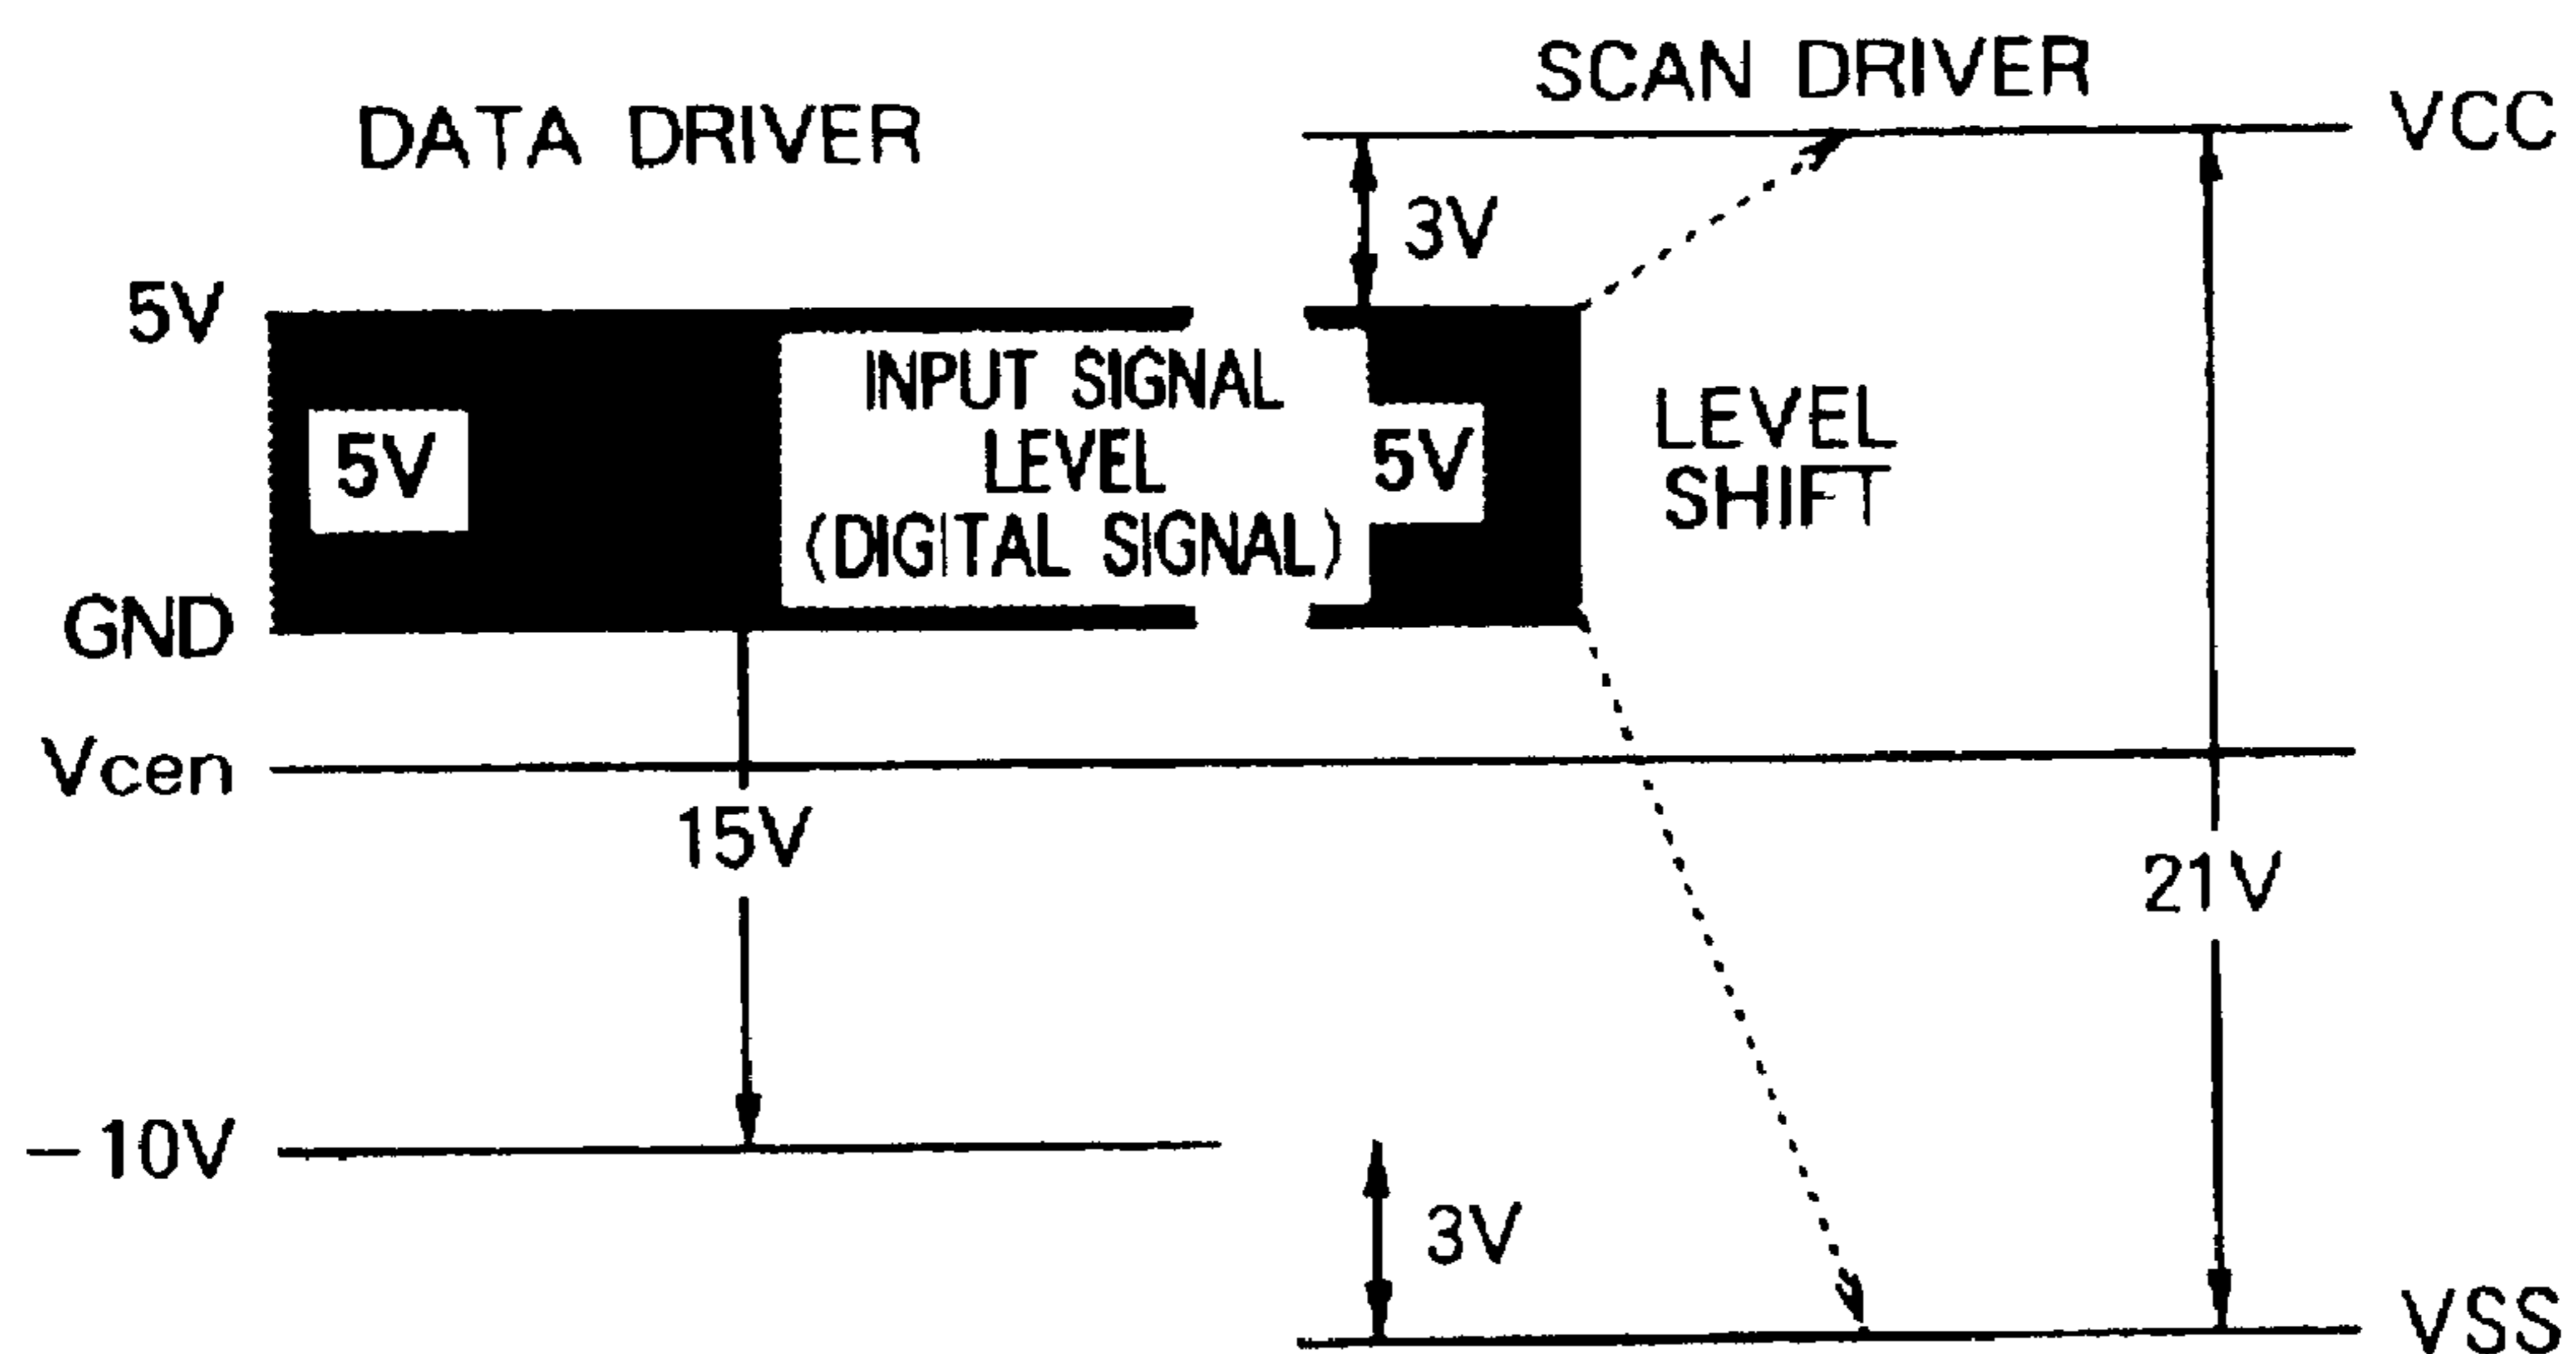 SCAN DRIVER
DATA DRIVER
VCC
3V
5V
INPUT SIGNAL
LEVEL
(DIGITAL SIGNAL)
5V
5V
LEVEL
SHIFT
GND
Vcen
15V
21V
-10V
3V
VSS